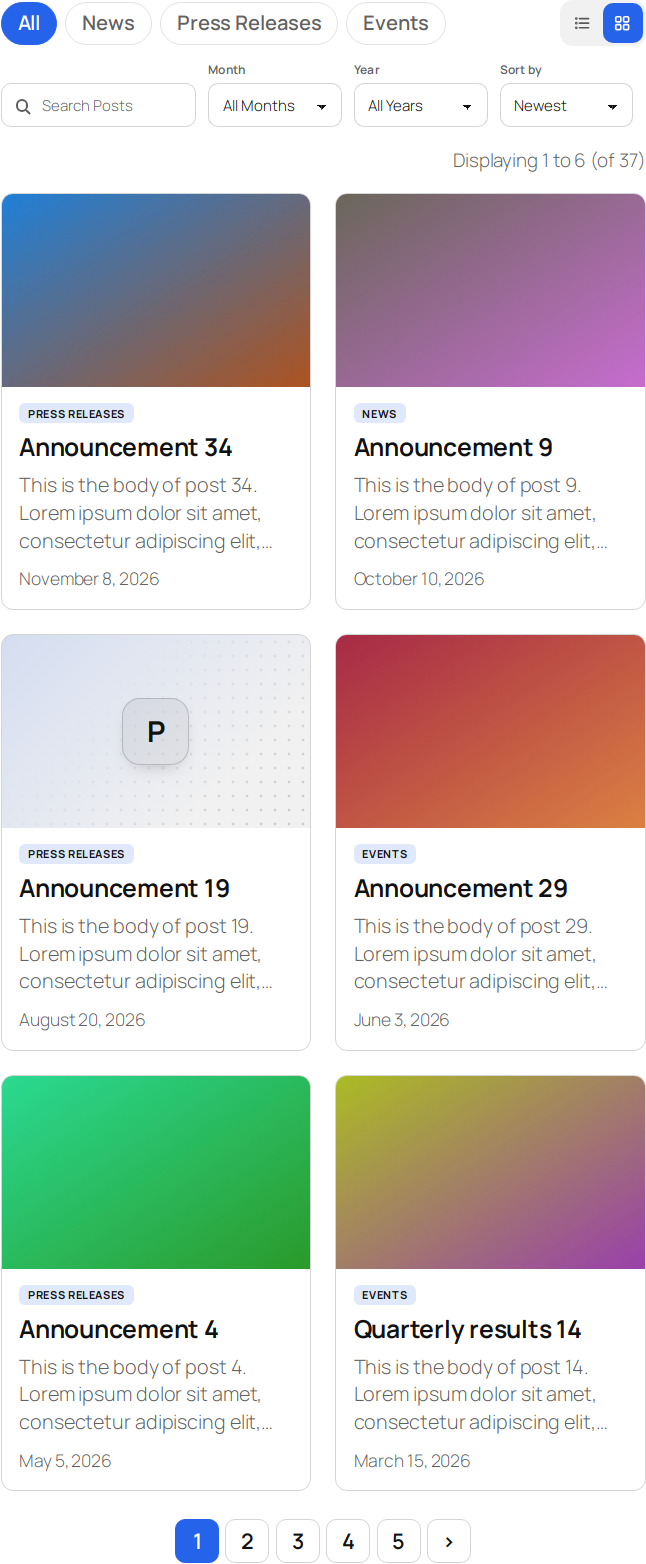 All News Press Releases Events
Month Year Sort by
Search Posts All Months All Years Newest
Displaying 1 to 6 (of 37)
PRESS RELEASES
Announcement 34
This is the body of post 34.
Lorem ipsum dolor sit amet,
consectetur adipiscing elit,...
November 8, 2026
NEWS
Announcement 9
This is the body of post 9.
Lorem ipsum dolor sit amet,
consectetur adipiscing elit,...
October 10, 2026
P
PRESS RELEASES
Announcement 19
This is the body of post 19.
Lorem ipsum dolor sit amet,
consectetur adipiscing elit,...
August 20, 2026
EVENTS
Announcement 29
This is the body of post 29.
Lorem ipsum dolor sit amet,
consectetur adipiscing elit,...
June 3, 2026
PRESS RELEASES
Announcement 4
This is the body of post 4.
Lorem ipsum dolor sit amet,
consectetur adipiscing elit,...
May 5, 2026
EVENTS
Quarterly results 14
This is the body of post 14.
Lorem ipsum dolor sit amet,
consectetur adipiscing elit,...
March 15, 2026
1 2 3 4 5 ›